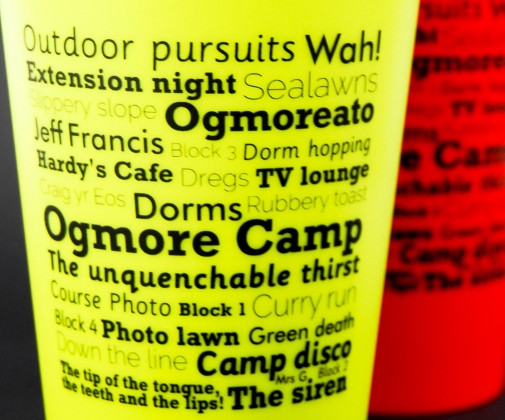 Outdoor pursuits Wah!
Extension night Sealawns
Slippery slope Ogmoreato
Jeff Francis Block 3 Dorm hopping
Hardy's Cafe Dregs TV lounge
Craig yr Eos Dorms Rubbery toast
Ogmore Camp
The unquenchable thirst
Course Photo Block 1 Curry run
Block 4 Photo lawn Green death
Down the line Camp disco
Mrs G, Block 2
The tip of the tongue,
the teeth and the lips! The siren